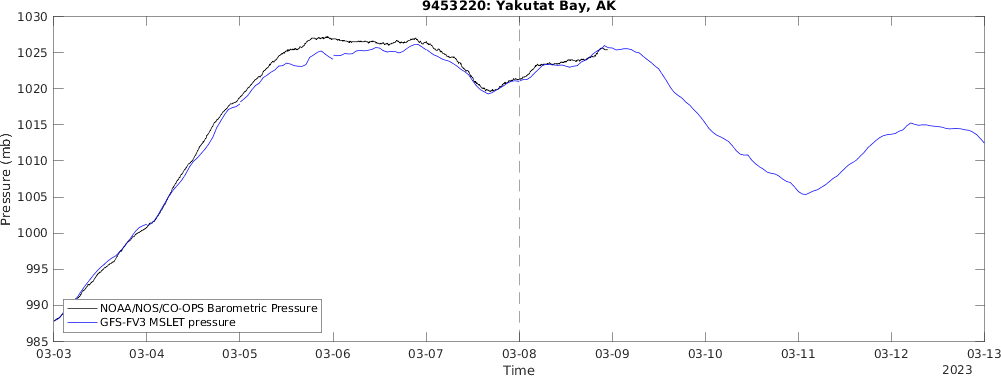 9453220: Yakutat Bay, AK
1030
1025
1020
1015
1010
1005
1000
995
990
985
Pressure (mb)
NOAA/NOS/CO-OPS Barometric Pressure
GFS-FV3 MSLET pressure
03-03 03-04 03-05 03-06 03-07 03-08 03-09 03-10 03-11 03-12 03-13
Time
2023